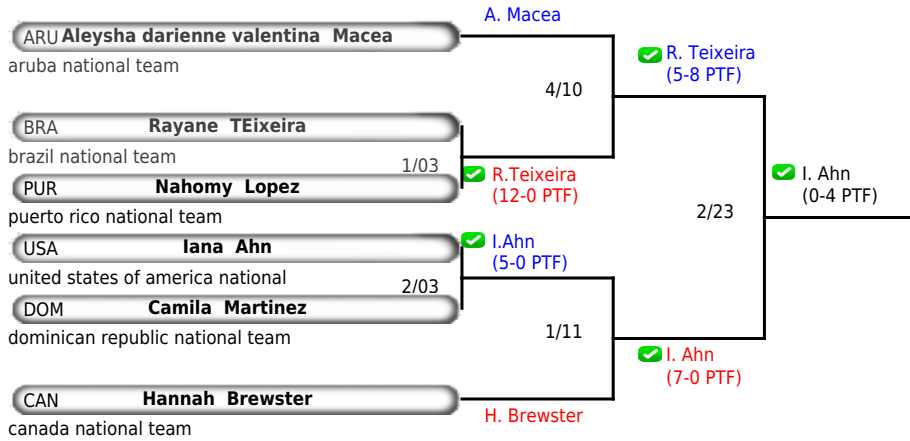 A. Macea
ARU Aleysha darienne valentina Macea
aruba national team
R. Teixeira
(5-8 PTF)
4/10
BRA Rayane TEixeira
brazil national team
1/03
R.Teixeira
(12-0 PTF)
PUR Nahomy Lopez
puerto rico national team
I. Ahn
(0-4 PTF)
2/23
USA Iana Ahn
united states of america national
I.Ahn
(5-0 PTF)
2/03
DOM Camila Martinez
dominican republic national team
1/11
I. Ahn
(7-0 PTF)
CAN Hannah Brewster
canada national team
H. Brewster